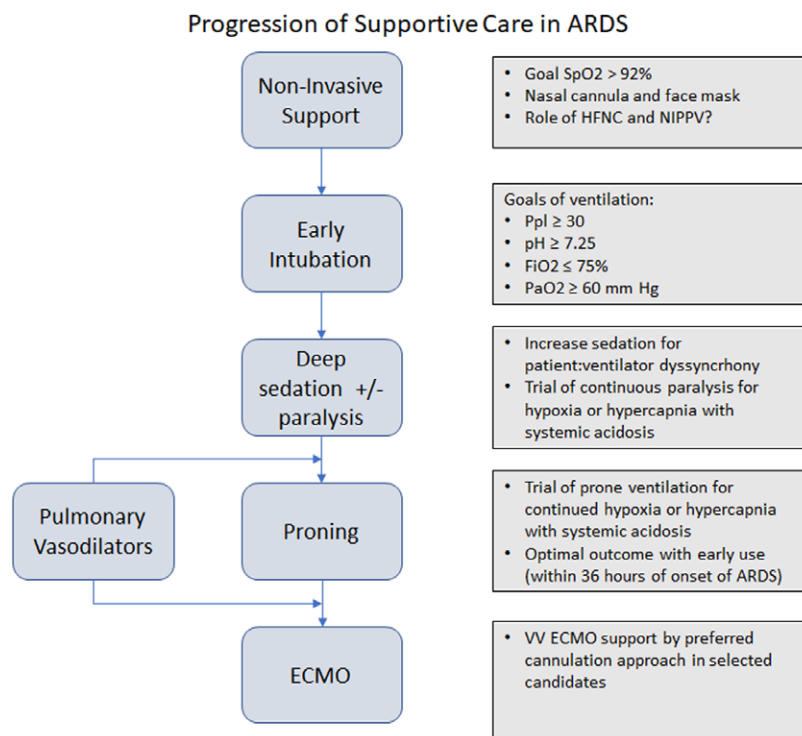 Progression of Supportive Care in ARDS
Non-Invasive
Support
• Goal SpO2 > 92%
• Nasal cannula and face mask
• Role of HFNC and NIPPV?
Early
Intubation
Goals of ventilation:
• Ppl ≥ 30
• pH ≥ 7.25
• FiO2 ≤ 75%
• PaO2 ≥ 60 mm Hg
Deep
sedation +/-
paralysis
• Increase sedation for
patient:ventilator dyssyncrhony
• Trial of continuous paralysis for
hypoxia or hypercapnia with
systemic acidosis
Pulmonary
Vasodilators
Proning
• Trial of prone ventilation for
continued hypoxia or hypercapnia
with systemic acidosis
• Optimal outcome with early use
(within 36 hours of onset of ARDS)
ECMO
• VV ECMO support by preferred
cannulation approach in selected
candidates